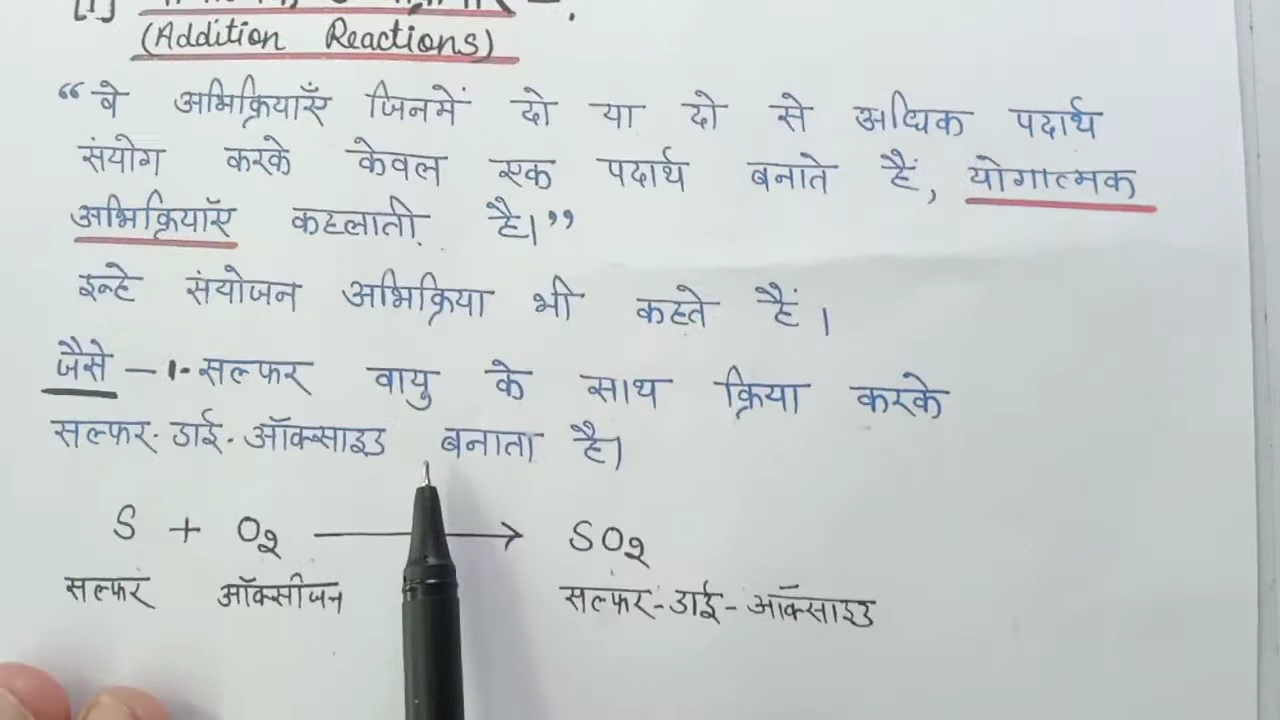 [1]
(Addition Reactions)
“ वे अभिक्रियाएँ जिनमें दो या दो से अधिक पदार्थ
संयोग करके केवल एक पदार्थ बनाते हैं, योगात्मक
अभिक्रियाएँ कहलाती है।”
इन्हे संयोजन अभिक्रिया भी कहते हैं।
जैसे – 1. सल्फर वायु के साथ क्रिया करके
सल्फर-डाई-ऑक्साइड बनाता है।
S + O2 ⟶ SO2
सल्फर ऑक्सीजन सल्फर-डाई-ऑक्साइड